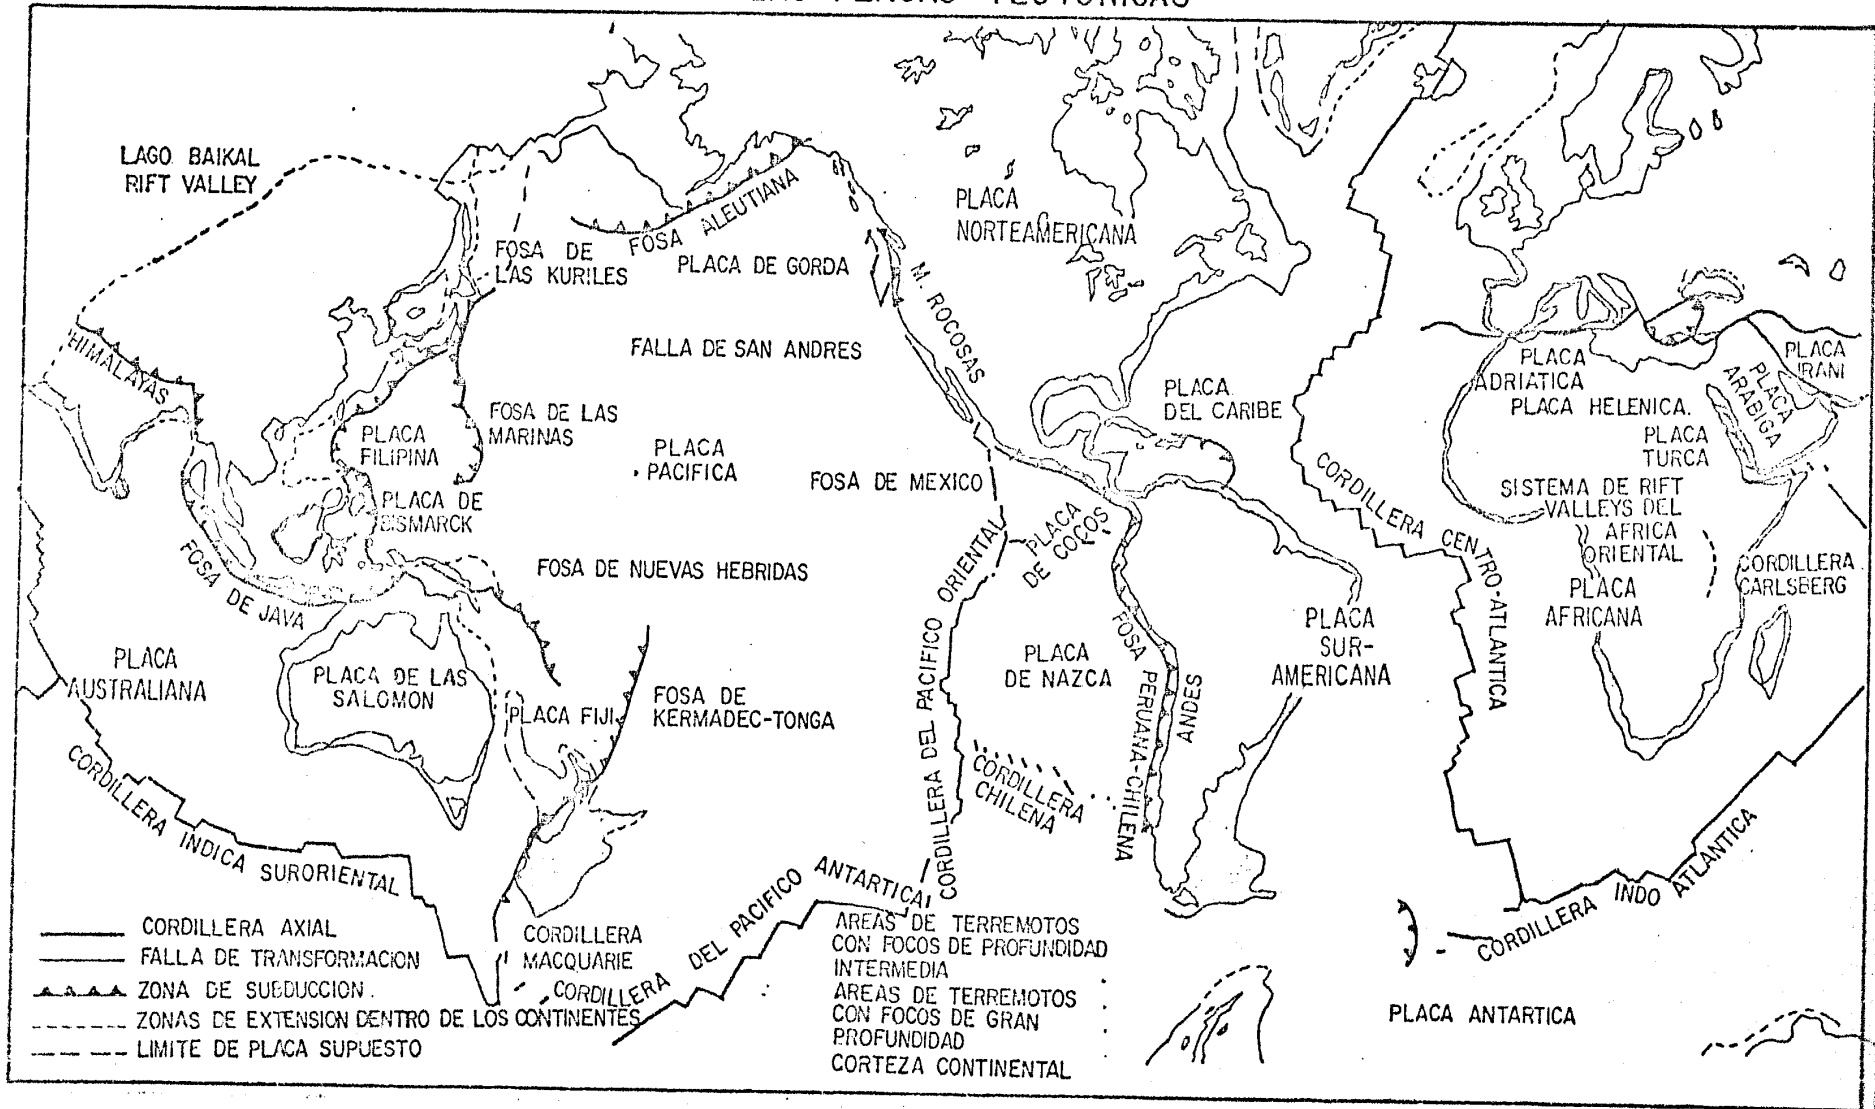 LAGO BAIKAL
RIFT VALLEY
HIMALAYAS
FOSA DE
LAS KURILES
FOSA ALEUTIANA
PLACA DE GORDA
M. ROCOSAS
FALLA DE SAN ANDRES
PLACA
NORTEAMERICANA
PLACA
FILIPINA
FOSA DE LAS
MARINAS
PLACA
PACIFICA
FOSA DE MEXICO
PLACA
DEL CARIBE
PLACA DE
BISMARCK
FOSA DE JAVA
FOSA DE NUEVAS HEBRIDAS
PLACA
DE COCOS
CORDILLERA CENTRO-ATLANTICA
PLACA
ADRIATICA
PLACA HELENICA.
PLACA
TURCA
PLACA
ARABIGA
PLACA
IRANI
SISTEMA DE RIFT
VALLEYS DEL
AFRICA
ORIENTAL
PLACA
AFRICANA
CORDILLERA
CARLSBERG
PLACA
AUSTRALIANA
PLACA DE LAS
SALOMON
PLACA FIJI
FOSA DE
KERMADEC-TONGA
CORDILLERA DEL PACIFICO ORIENTAL
PLACA
DE NAZCA
FOSA PERUANA-CHILENA
ANDES
PLACA
SUR-
AMERICANA
CORDILLERA
CHILENA
CORDILLERA INDICA SURORIENTAL
CORDILLERA
MACQUARIE
CORDILLERA DEL PACIFICO ANTARTICA
CORDILLERA INDO ATLANTICA
PLACA ANTARTICA
CORDILLERA AXIAL
FALLA DE TRANSFORMACION
ZONA DE SUBDUCCION.
ZONAS DE EXTENSION DENTRO DE LOS CONTINENTES
LIMITE DE PLACA SUPUESTO
AREAS DE TERREMOTOS
CON FOCOS DE PROFUNDIDAD
INTERMEDIA
AREAS DE TERREMOTOS
CON FOCOS DE GRAN
PROFUNDIDAD
CORTEZA CONTINENTAL